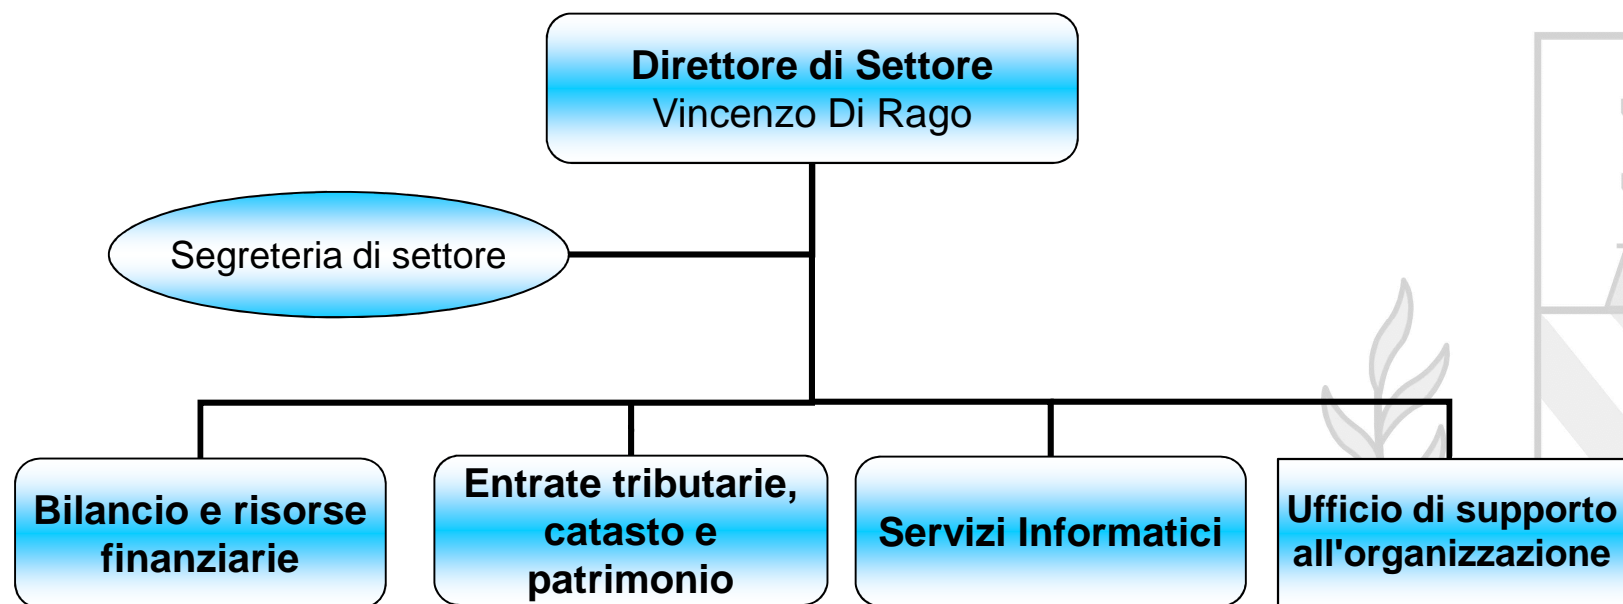 Direttore di Settore
Vincenzo Di Rago
Segreteria di settore
Bilancio e risorse
finanziarie
Entrate tributarie,
catasto e
patrimonio
Servizi Informatici
Ufficio di supporto
all'organizzazione